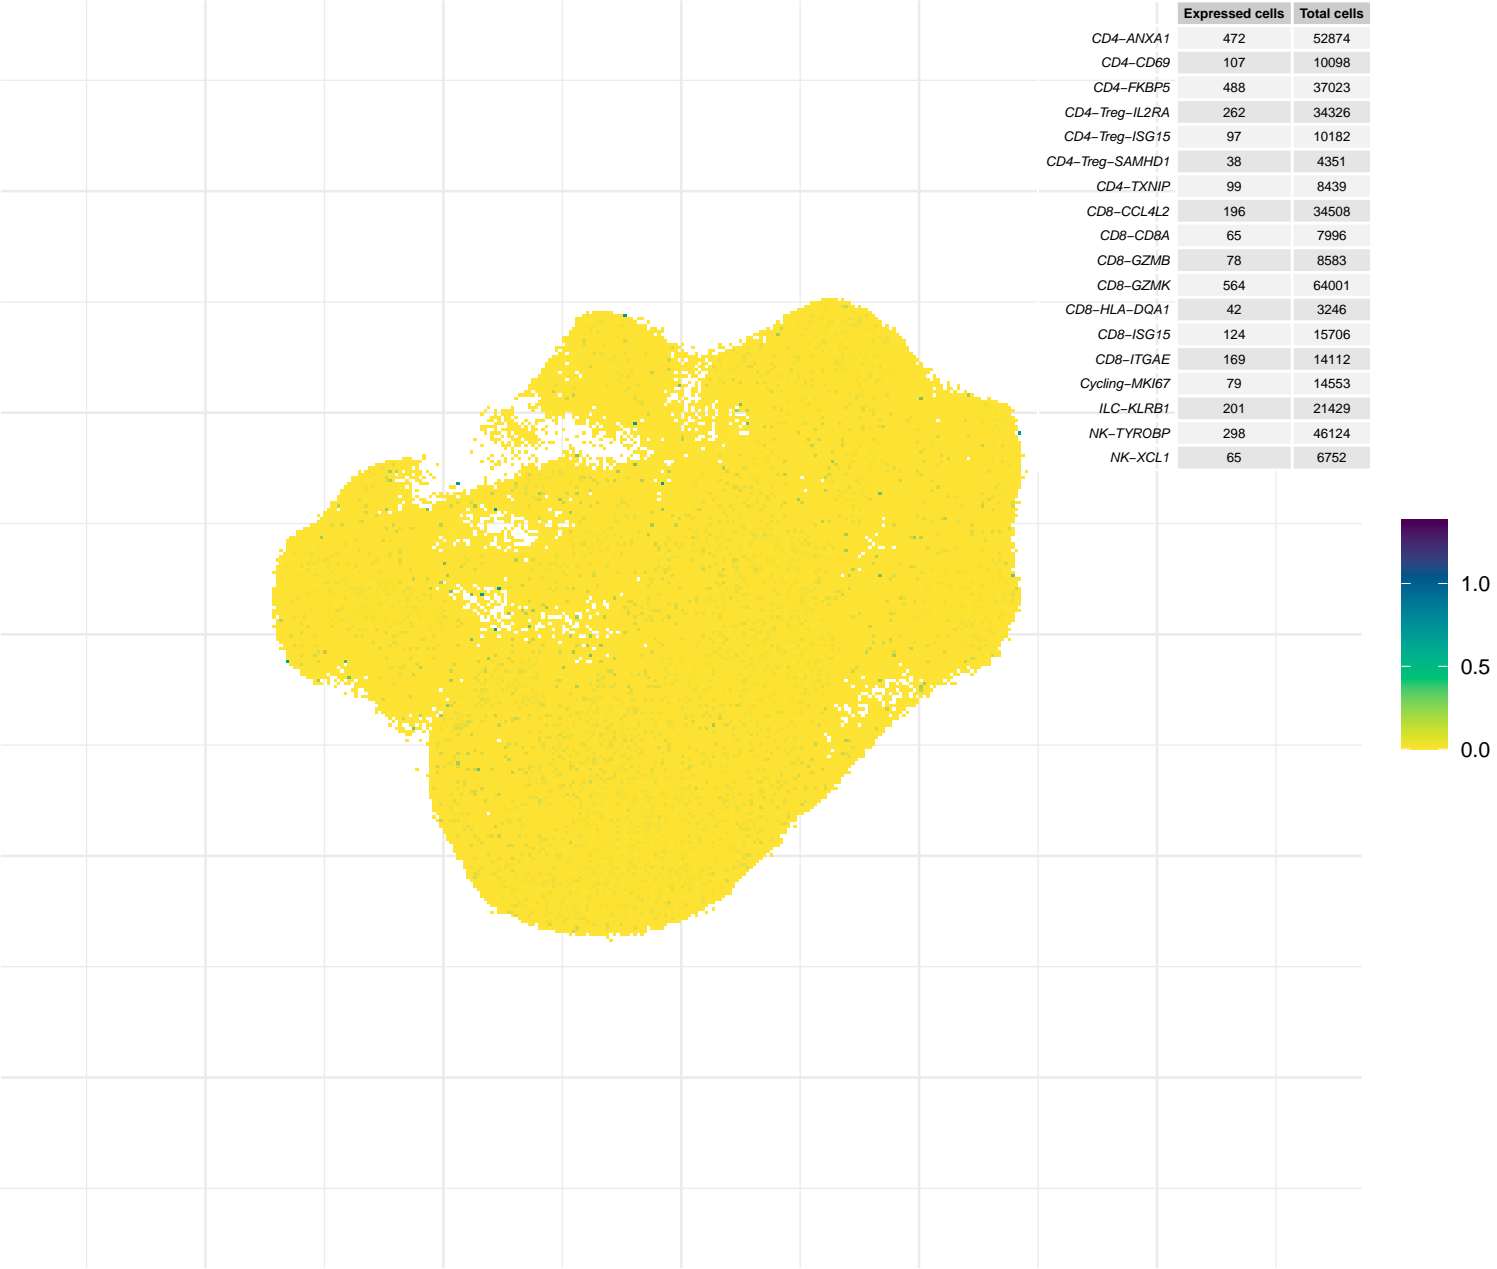 Expressed cells Total cells
CD4−ANXA1 472 52874
CD4−CD69 107 10098
CD4−FKBP5 488 37023
CD4−Treg−IL2RA 262 34326
CD4−Treg−ISG15 97 10182
CD4−Treg−SAMHD1 38 4351
CD4−TXNIP 99 8439
CD8−CCL4L2 196 34508
CD8−CD8A 65 7996
CD8−GZMB 78 8583
CD8−GZMK 564 64001
CD8−HLA−DQA1 42 3246
CD8−ISG15 124 15706
CD8−ITGAE 169 14112
Cycling−MKI67 79 14553
ILC−KLRB1 201 21429
NK−TYROBP 298 46124
NK−XCL1 65 6752
1.0
0.5
0.0